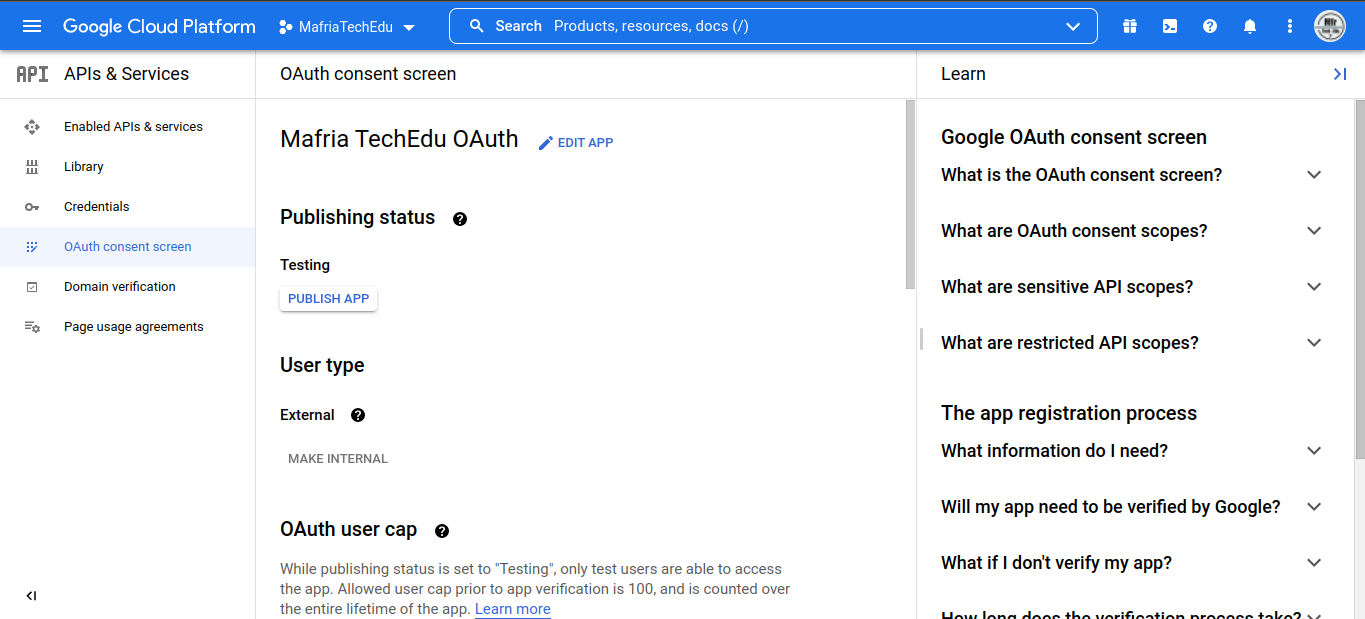 Google Cloud Platform
MafriaTechEdu
Search Products, resources, docs (/)
API APIs & Services
Enabled APIs & services
Library
Credentials
OAuth consent screen
Domain verification
Page usage agreements
OAuth consent screen
Mafria TechEdu OAuth
EDIT APP
Publishing status
Testing
PUBLISH APP
User type
External
MAKE INTERNAL
OAuth user cap
While publishing status is set to "Testing", only test users are able to access
the app. Allowed user cap prior to app verification is 100, and is counted over
the entire lifetime of the app. Learn more
Learn
Google OAuth consent screen
What is the OAuth consent screen?
What are OAuth consent scopes?
What are sensitive API scopes?
What are restricted API scopes?
The app registration process
What information do I need?
Will my app need to be verified by Google?
What if I don't verify my app?
How long does the verification process take?